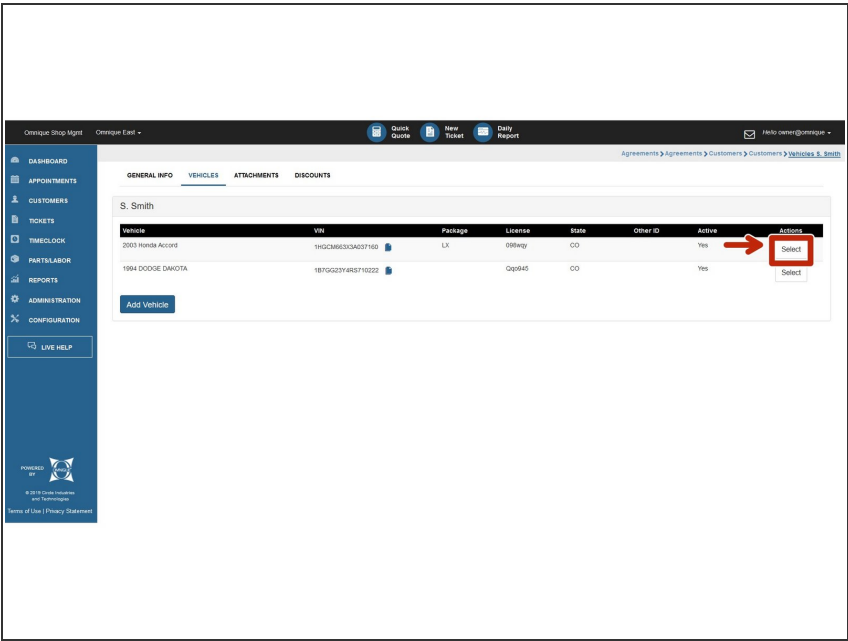 Omnique Shop Mgmt Omnique East Quick Quote New Ticket Daily Report Hello owner@omnique
Agreements > Agreements > Customers > Customers > Vehicles S. Smith
DASHBOARD
APPOINTMENTS
CUSTOMERS
TICKETS
TIMECLOCK
PARTS/LABOR
REPORTS
ADMINISTRATION
CONFIGURATION
LIVE HELP
GENERAL INFO VEHICLES ATTACHMENTS DISCOUNTS
S. Smith
Vehicle VIN Package License State Other ID Active Actions
2003 Honda Accord 1HGCM663X3A037160 LX 098wqy CO Yes Select
1994 DODGE DAKOTA 1B7GG23Y4RS710222 Qqo945 CO Yes Select
Add Vehicle
POWERED
BY
© 2019 Circle Industries
and Technologies
Terms of Use | Privacy Statement